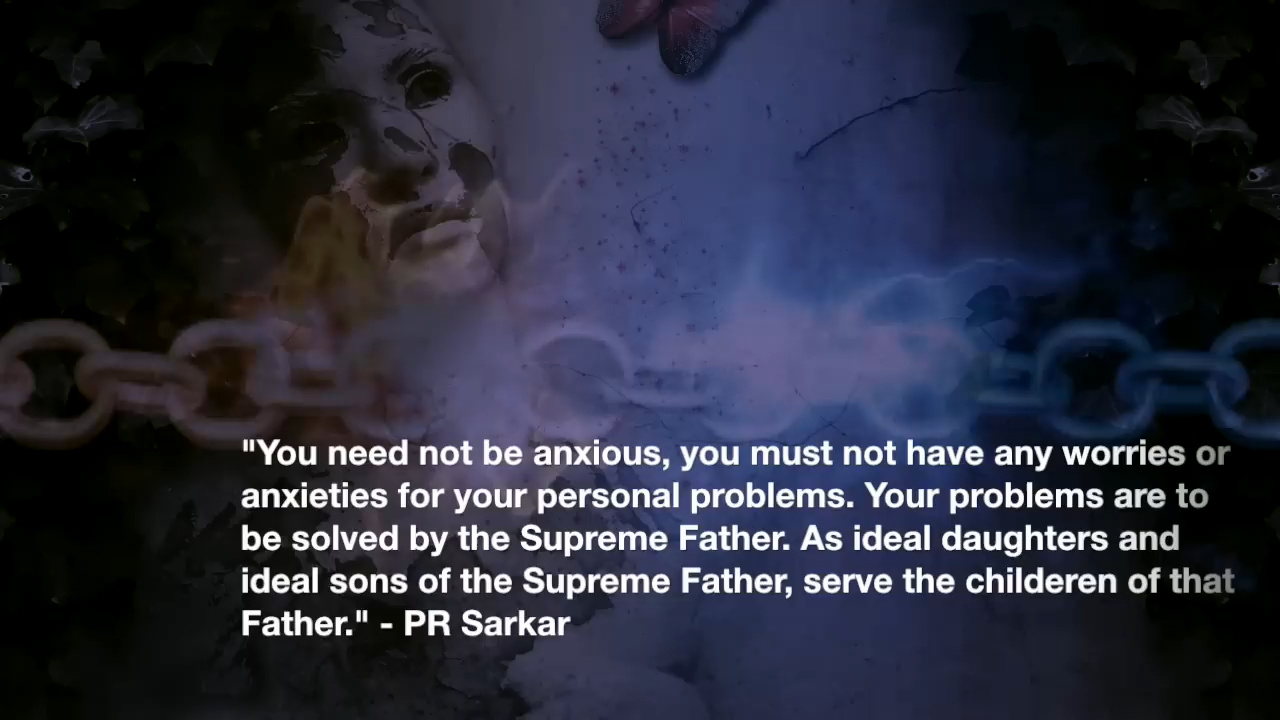 "You need not be anxious, you must not have any worries or
anxieties for your personal problems. Your problems are to
be solved by the Supreme Father. As ideal daughters and
ideal sons of the Supreme Father, serve the childeren of that
Father." - PR Sarkar